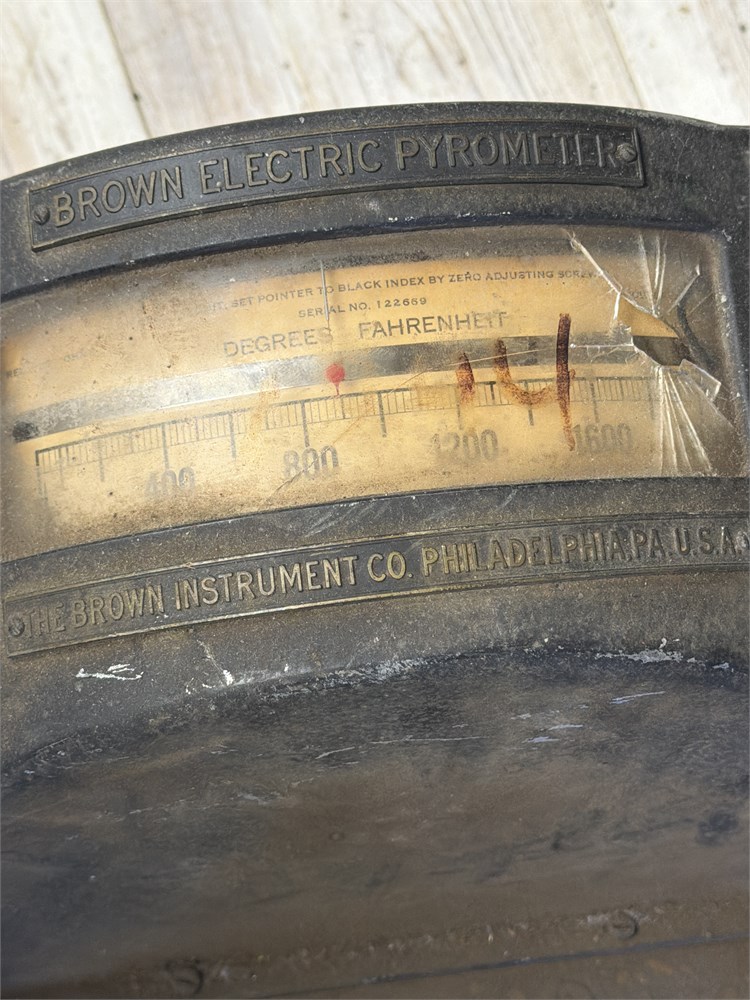 BROWN ELECTRIC PYROMETER
SET POINTER TO BLACK INDEX BY ZERO ADJUSTING SCREW
SERIAL NO. 122659
DEGREES FAHRENHEIT
14
400 800 1200 1600
THE BROWN INSTRUMENT CO. PHILADELPHIA, PA. U.S.A.